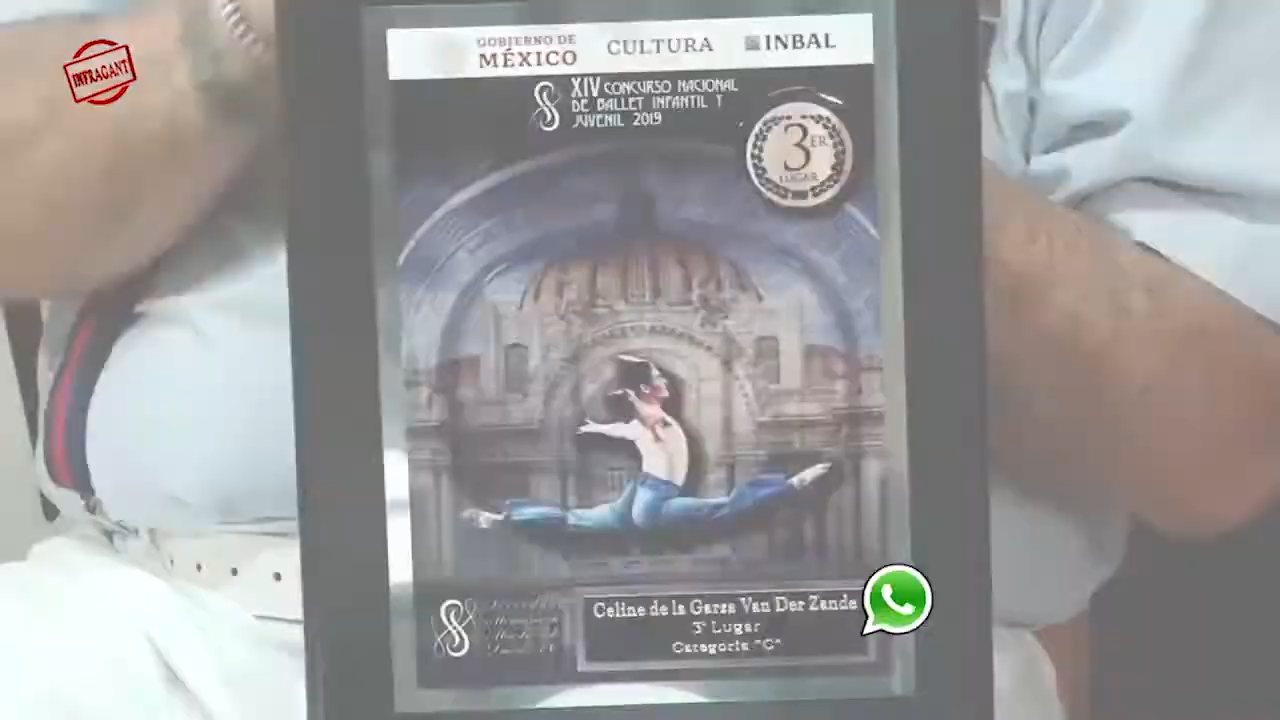 INFRAGANT
GOBIERNO DE
MÉXICO
CULTURA
INBAL
XIV CONCURSO NACIONAL
DE BALLET INFANTIL Y
JUVENIL 2019
3ER
LUGAR
Celine de la Garza Van Der Zande
3° Lugar
Categoría "C"